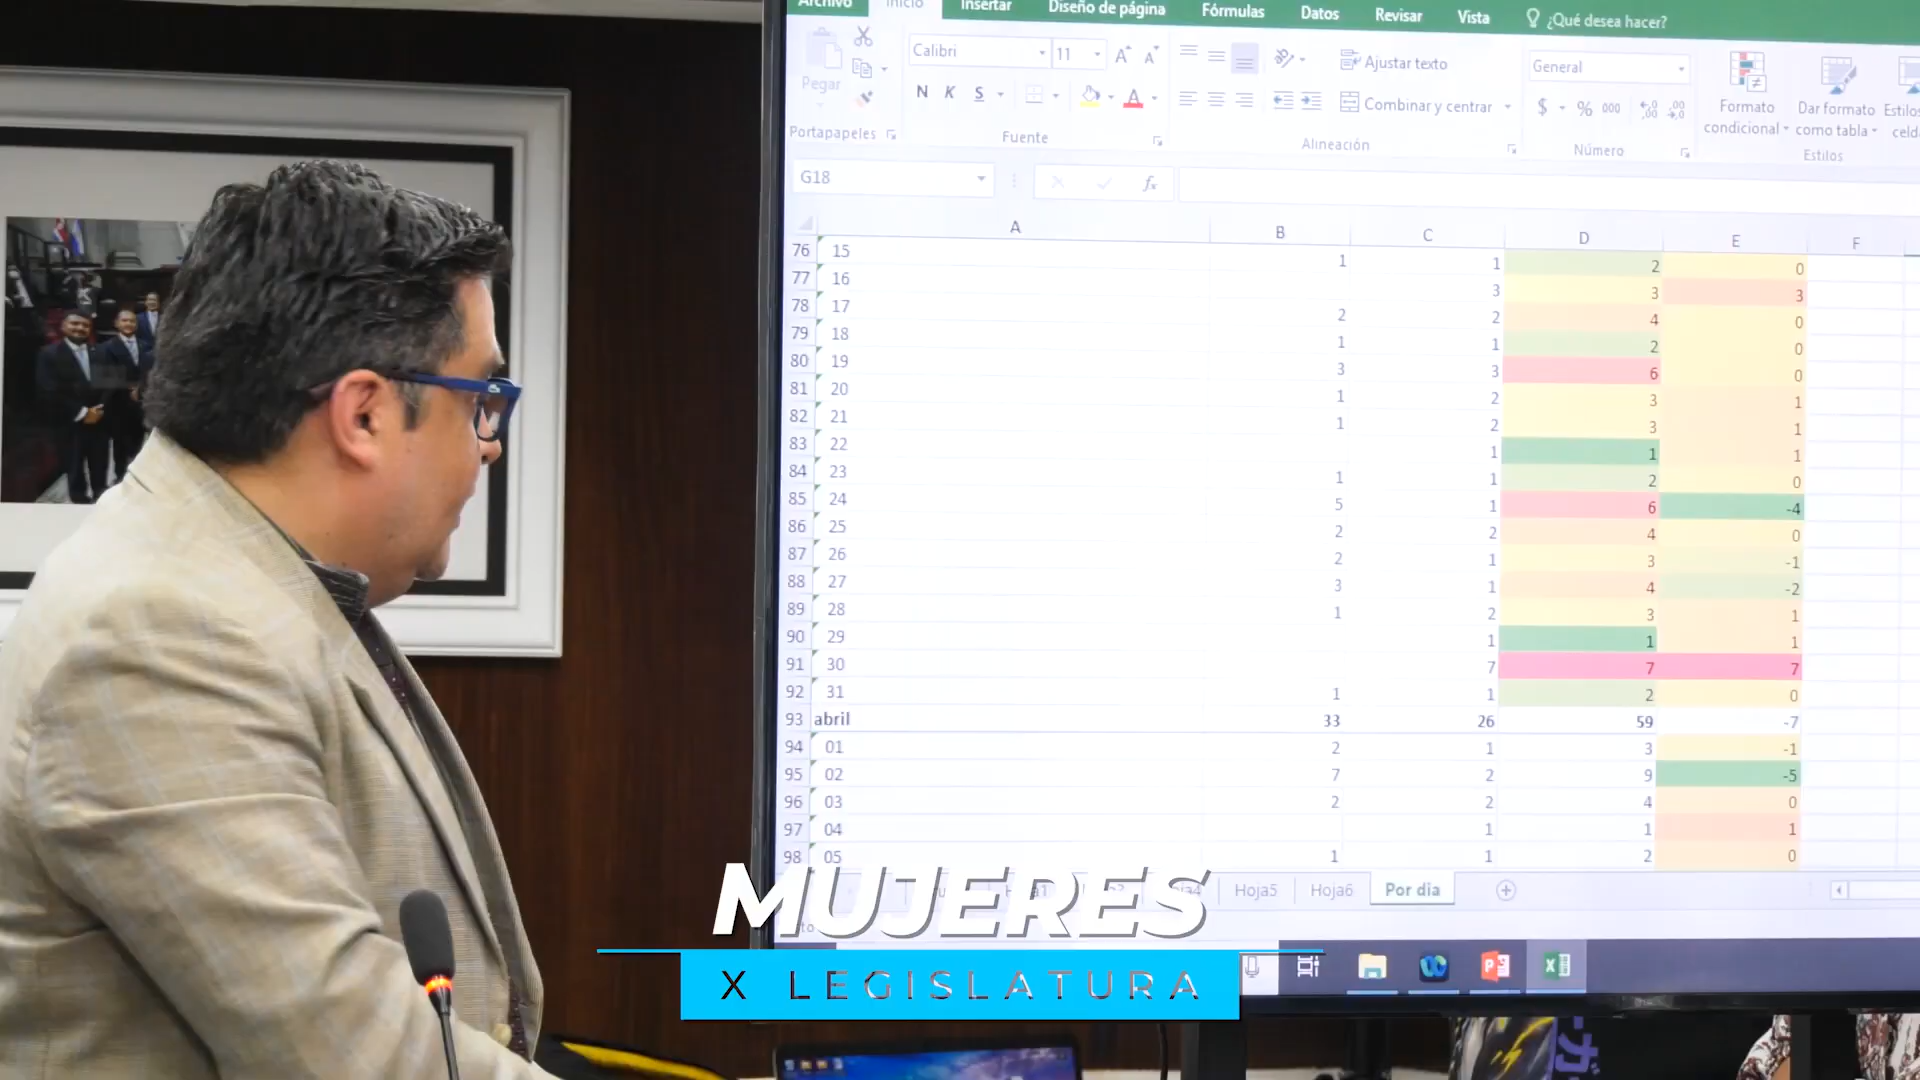 Archivo Inicio Insertar Diseño de página Fórmulas Datos Revisar Vista ¿Qué desea hacer?
Pegar Calibri 11 Ajustar texto General
N K S A Combinar y centrar $ % 000 Formato condicional Dar formato como tabla
Portapapeles Fuente Alineación Número Estilos
G18 fx
A B C D E F
76 15 1 1 2 0
77 16 3 3 3
78 17 2 2 4 0
79 18 1 1 2 0
80 19 3 3 6 0
81 20 1 2 3 1
82 21 1 2 3 1
83 22 1 1 1
84 23 1 1 2 0
85 24 5 1 6 -4
86 25 2 2 4 0
87 26 2 1 3 -1
88 27 3 1 4 -2
89 28 1 2 3 1
90 29 1 1 1
91 30 7 7 7
92 31 1 1 2 0
93 abril 33 26 59 -7
94 01 2 1 3 -1
95 02 7 2 9 -5
96 03 2 2 4 0
97 04 1 1 1
98 05 1 1 2 0
Hoja5 Hoja6 Por dia
MUJERES
X LEGISLATURA